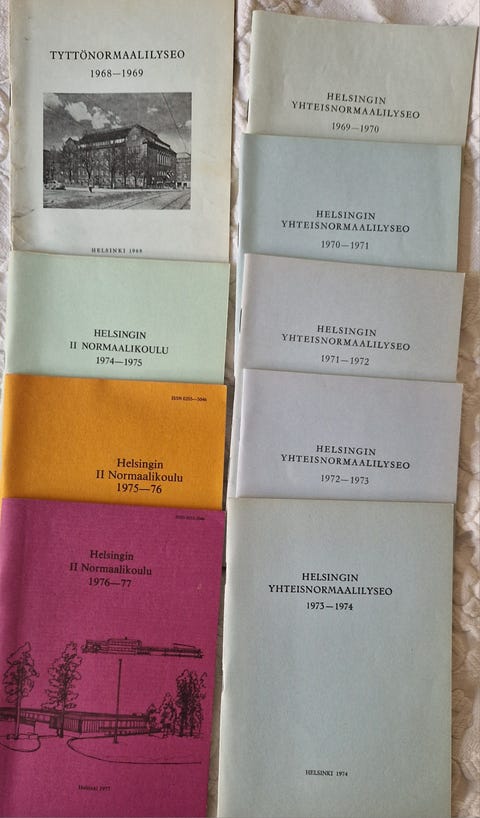 TYTTÖNORMAALILYSEO
1968—1969
HELSINKI 1968
HELSINGIN
II NORMAALIKOULU
1974—1975
ISSN 0355-5046
Helsingin
II Normaalikoulu
1975—76
Helsingin
II Normaalikoulu
1976—77
Helsinki 1977
HELSINGIN
YHTEISNORMAALILYSEO
1969—1970
HELSINGIN
YHTEISNORMAALILYSEO
1970—1971
HELSINGIN
YHTEISNORMAALILYSEO
1971—1972
HELSINGIN
YHTEISNORMAALILYSEO
1972—1973
HELSINGIN
YHTEISNORMAALILYSEO
1973—1974
HELSINKI 1974